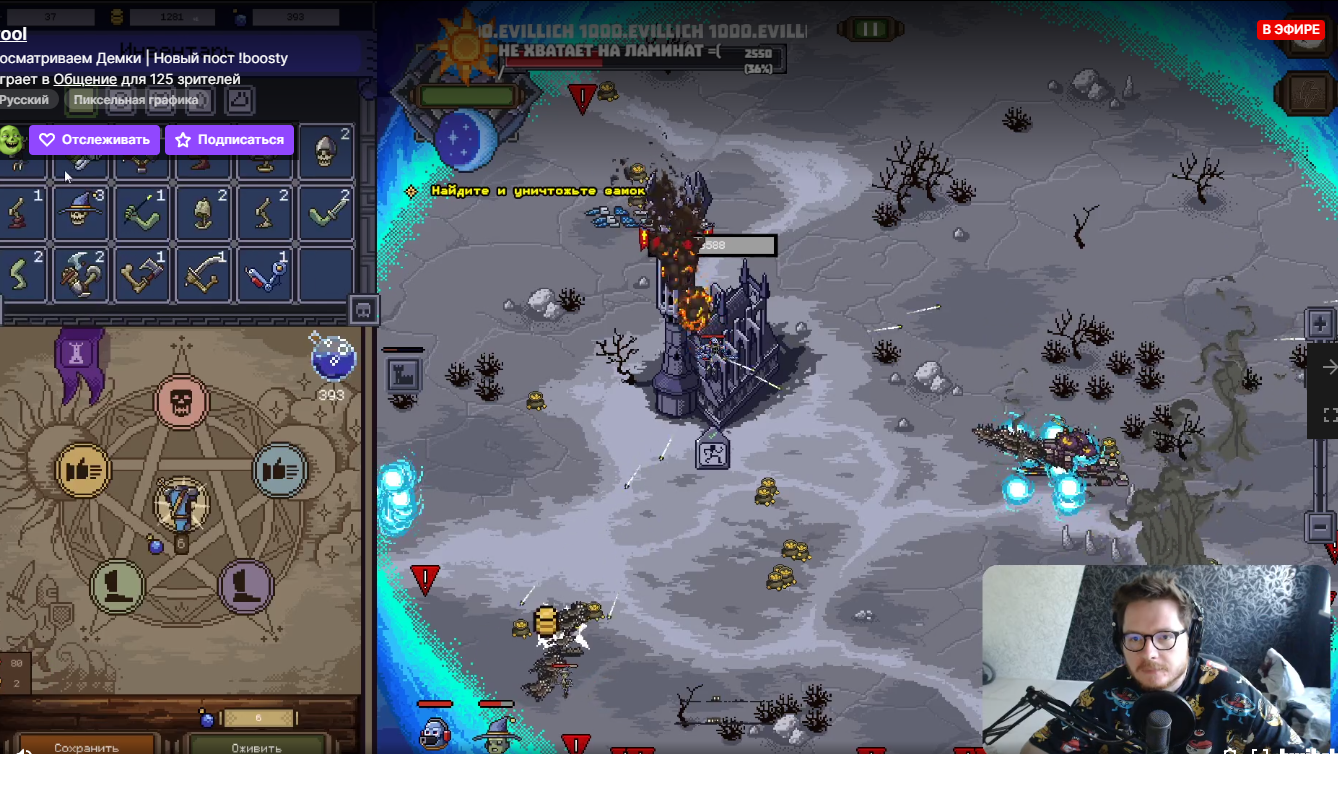 37 1281 393
ool
Инвентарь
осматриваем Демки | Новый пост !boosty
грает в Общение для 125 зрителей
Русский Пиксельная графика
Отслеживать Подписаться
2
1 3 1 2 2 2
2 2 1 1 1
393
6
80
2
6
Сохранить Оживить
0.EVILLICH 1000.EVILLICH 1000.EVILL
НЕ ХВАТАЕТ НА ЛАМИНАТ =(
2550
(36%)
Найдите и уничтожьте замок
588
В ЭФИРЕ